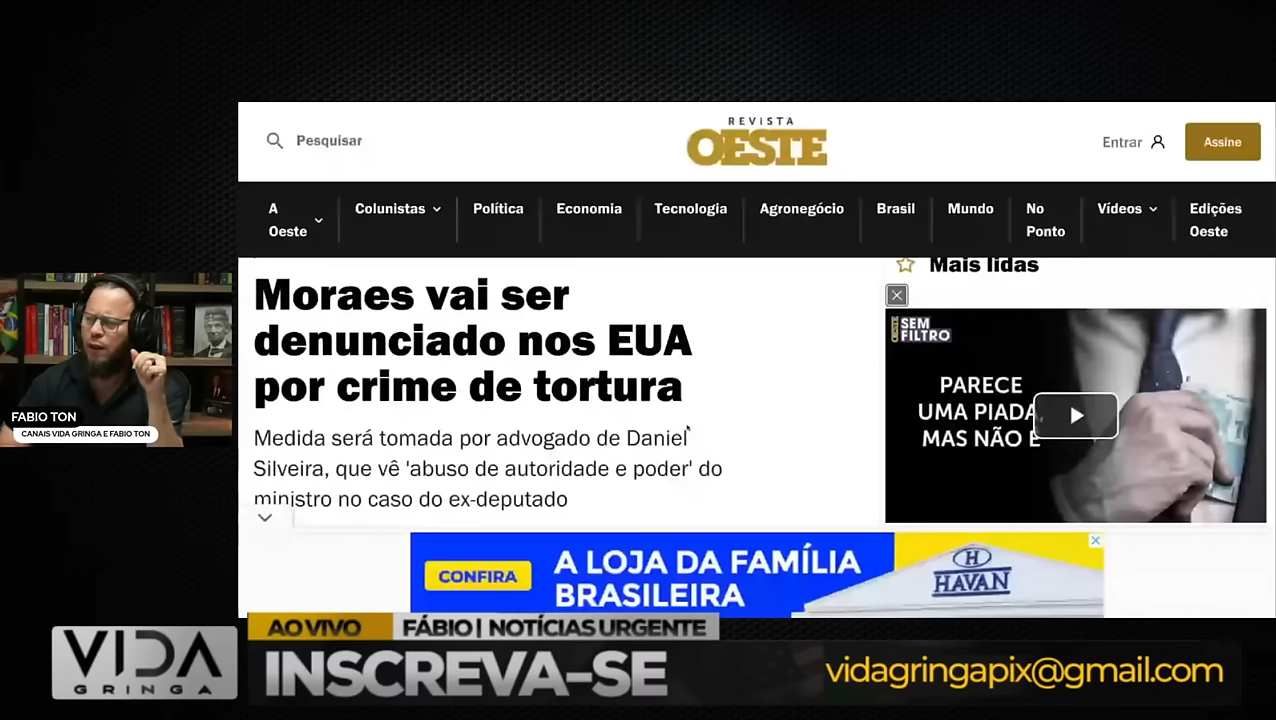 Pesquisar
REVISTA
OESTE
Entrar
Assine
A Oeste
Colunistas
Política
Economia
Tecnologia
Agronegócio
Brasil
Mundo
No Ponto
Vídeos
Edições Oeste
Moraes vai ser
denunciado nos EUA
por crime de tortura
Medida será tomada por advogado de Daniel
Silveira, que vê 'abuso de autoridade e poder' do
ministro no caso do ex-deputado
Mais lidas
SEM
FILTRO
PARECE
UMA PIADA
MAS NÃO É
FABIO TON
CANAIS VIDA GRINGA E FABIO TON
CONFIRA
A LOJA DA FAMÍLIA
BRASILEIRA
H
HAVAN
AO VIVO
FÁBIO | NOTÍCIAS URGENTE
VIDA
GRINGA
INSCREVA-SE
vidagringapix@gmail.com